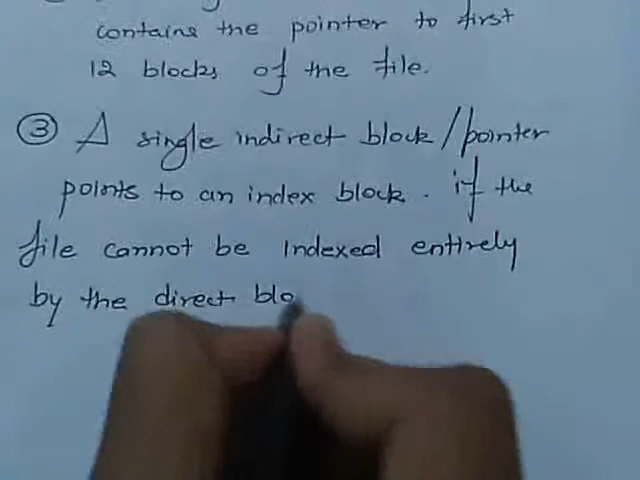 contains the pointer to first
12 blocks of the file.
③ A single indirect block/pointer
points to an index block. if the
file cannot be indexed entirely
by the direct blo